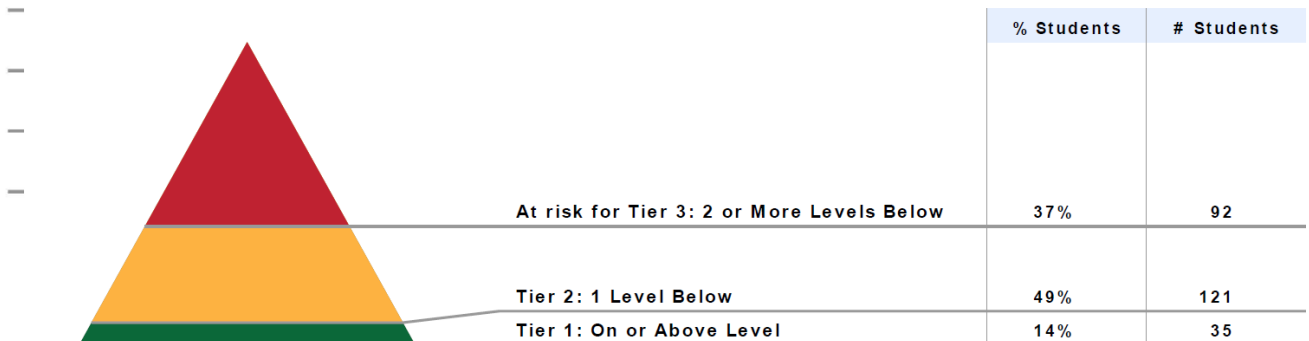 % Students # Students
At risk for Tier 3: 2 or More Levels Below 37% 92
Tier 2: 1 Level Below 49% 121
Tier 1: On or Above Level 14% 35